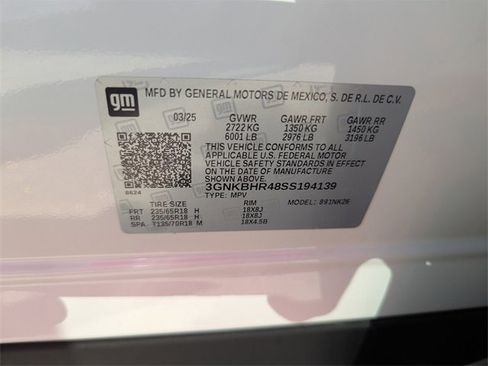 gm
MFD BY GENERAL MOTORS DE MEXICO, S. DE R.L. DE C.V.
03/25 GVWR GAWR FRT GAWR RR
2722 KG 1350 KG 1450 KG
6001 LB 2976 LB 3196 LB
THIS VEHICLE CONFORMS TO ALL
APPLICABLE U.S. FEDERAL MOTOR
VEHICLE SAFETY STANDARDS IN EFFECT
ON THE DATE OF MANUFACTURE
SHOWN ABOVE.
3GNKBHR48SS194139
8624 TYPE: MPV
TIRE SIZE RIM MODEL: 891NK26
FRT 235/65R18 H 18X8J
RR 235/65R18 H 18X8J
SPA T135/70R18 M 18X4.5B